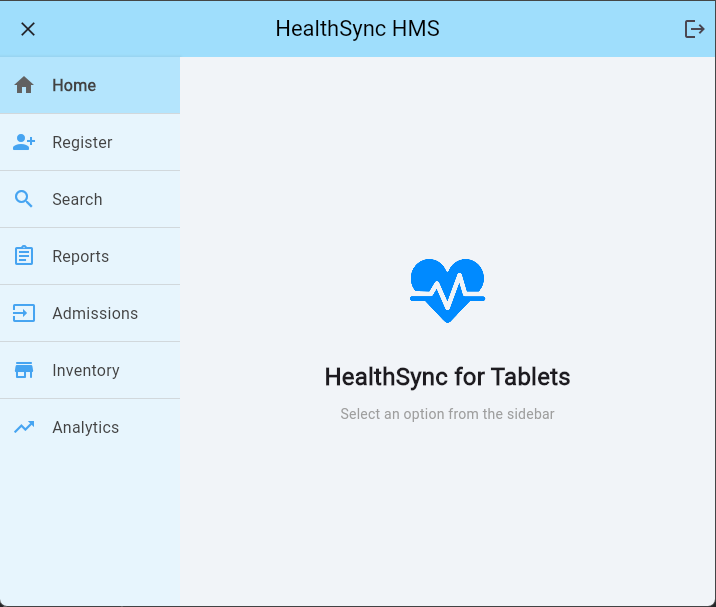 HealthSync HMS
Home
Register
Search
Reports
Admissions
Inventory
Analytics
HealthSync for Tablets
Select an option from the sidebar